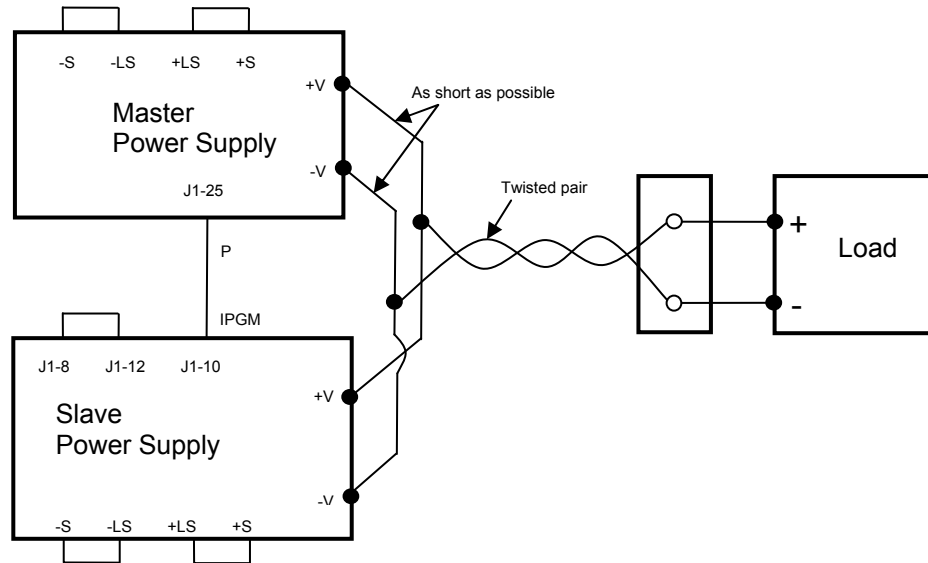 -S -LS +LS +S
+V
As short as possible
Master
Power Supply
-V
J1-25
Twisted pair
P
+
Load
-
IPGM
J1-8 J1-12 J1-10
+V
Slave
Power Supply
-V
-S -LS +LS +S